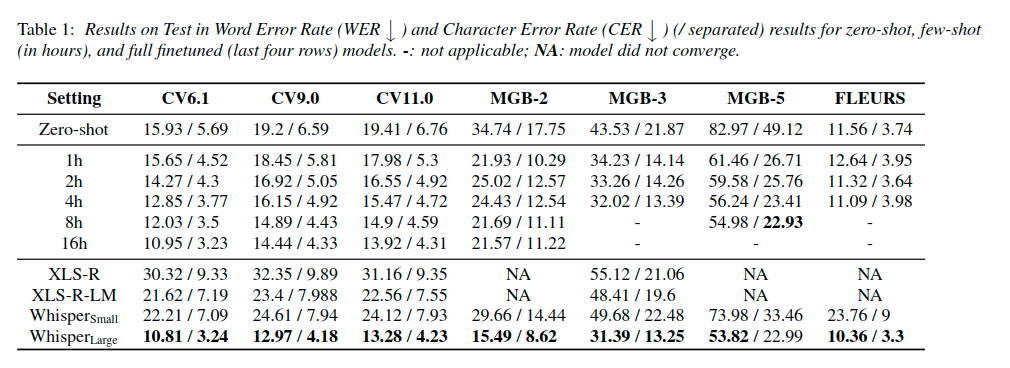 Table 1: Results on Test in Word Error Rate (WER ↓ ) and Character Error Rate (CER ↓ ) (/ separated) results for zero-shot, few-shot
(in hours), and full finetuned (last four rows) models. -: not applicable; NA: model did not converge.
Setting CV6.1 CV9.0 CV11.0 MGB-2 MGB-3 MGB-5 FLEURS
Zero-shot 15.93 / 5.69 19.2 / 6.59 19.41 / 6.76 34.74 / 17.75 43.53 / 21.87 82.97 / 49.12 11.56 / 3.74
1h 15.65 / 4.52 18.45 / 5.81 17.98 / 5.3 21.93 / 10.29 34.23 / 14.14 61.46 / 26.71 12.64 / 3.95
2h 14.27 / 4.3 16.92 / 5.05 16.55 / 4.92 25.02 / 12.57 33.26 / 14.26 59.58 / 25.76 11.32 / 3.64
4h 12.85 / 3.77 16.15 / 4.92 15.47 / 4.72 24.43 / 12.54 32.02 / 13.39 56.24 / 23.41 11.09 / 3.98
8h 12.03 / 3.5 14.89 / 4.43 14.9 / 4.59 21.69 / 11.11 - 54.98 / 22.93 -
16h 10.95 / 3.23 14.44 / 4.33 13.92 / 4.31 21.57 / 11.22 - - -
XLS-R 30.32 / 9.33 32.35 / 9.89 31.16 / 9.35 NA 55.12 / 21.06 NA NA
XLS-R-LM 21.62 / 7.19 23.4 / 7.988 22.56 / 7.55 NA 48.41 / 19.6 NA NA
WhisperSmall 22.21 / 7.09 24.61 / 7.94 24.12 / 7.93 29.66 / 14.44 49.68 / 22.48 73.98 / 33.46 23.76 / 9
WhisperLarge 10.81 / 3.24 12.97 / 4.18 13.28 / 4.23 15.49 / 8.62 31.39 / 13.25 53.82 / 22.99 10.36 / 3.3